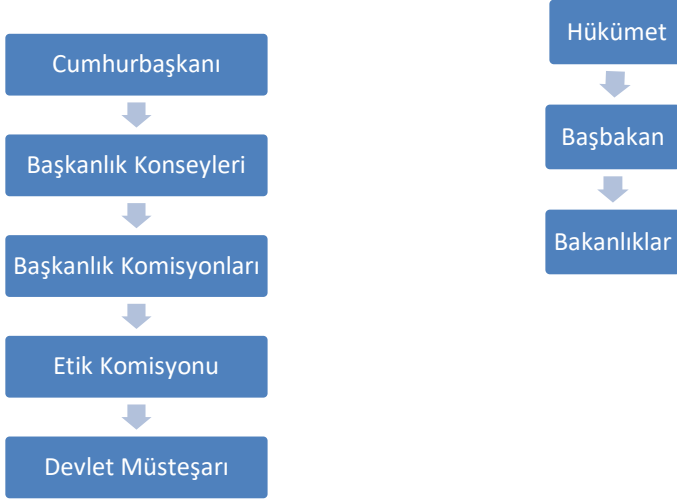 Cumhurbaşkanı
Başkanlık Konseyleri
Başkanlık Komisyonları
Etik Komisyonu
Devlet Müsteşarı
Hükümet
Başbakan
Bakanlıklar